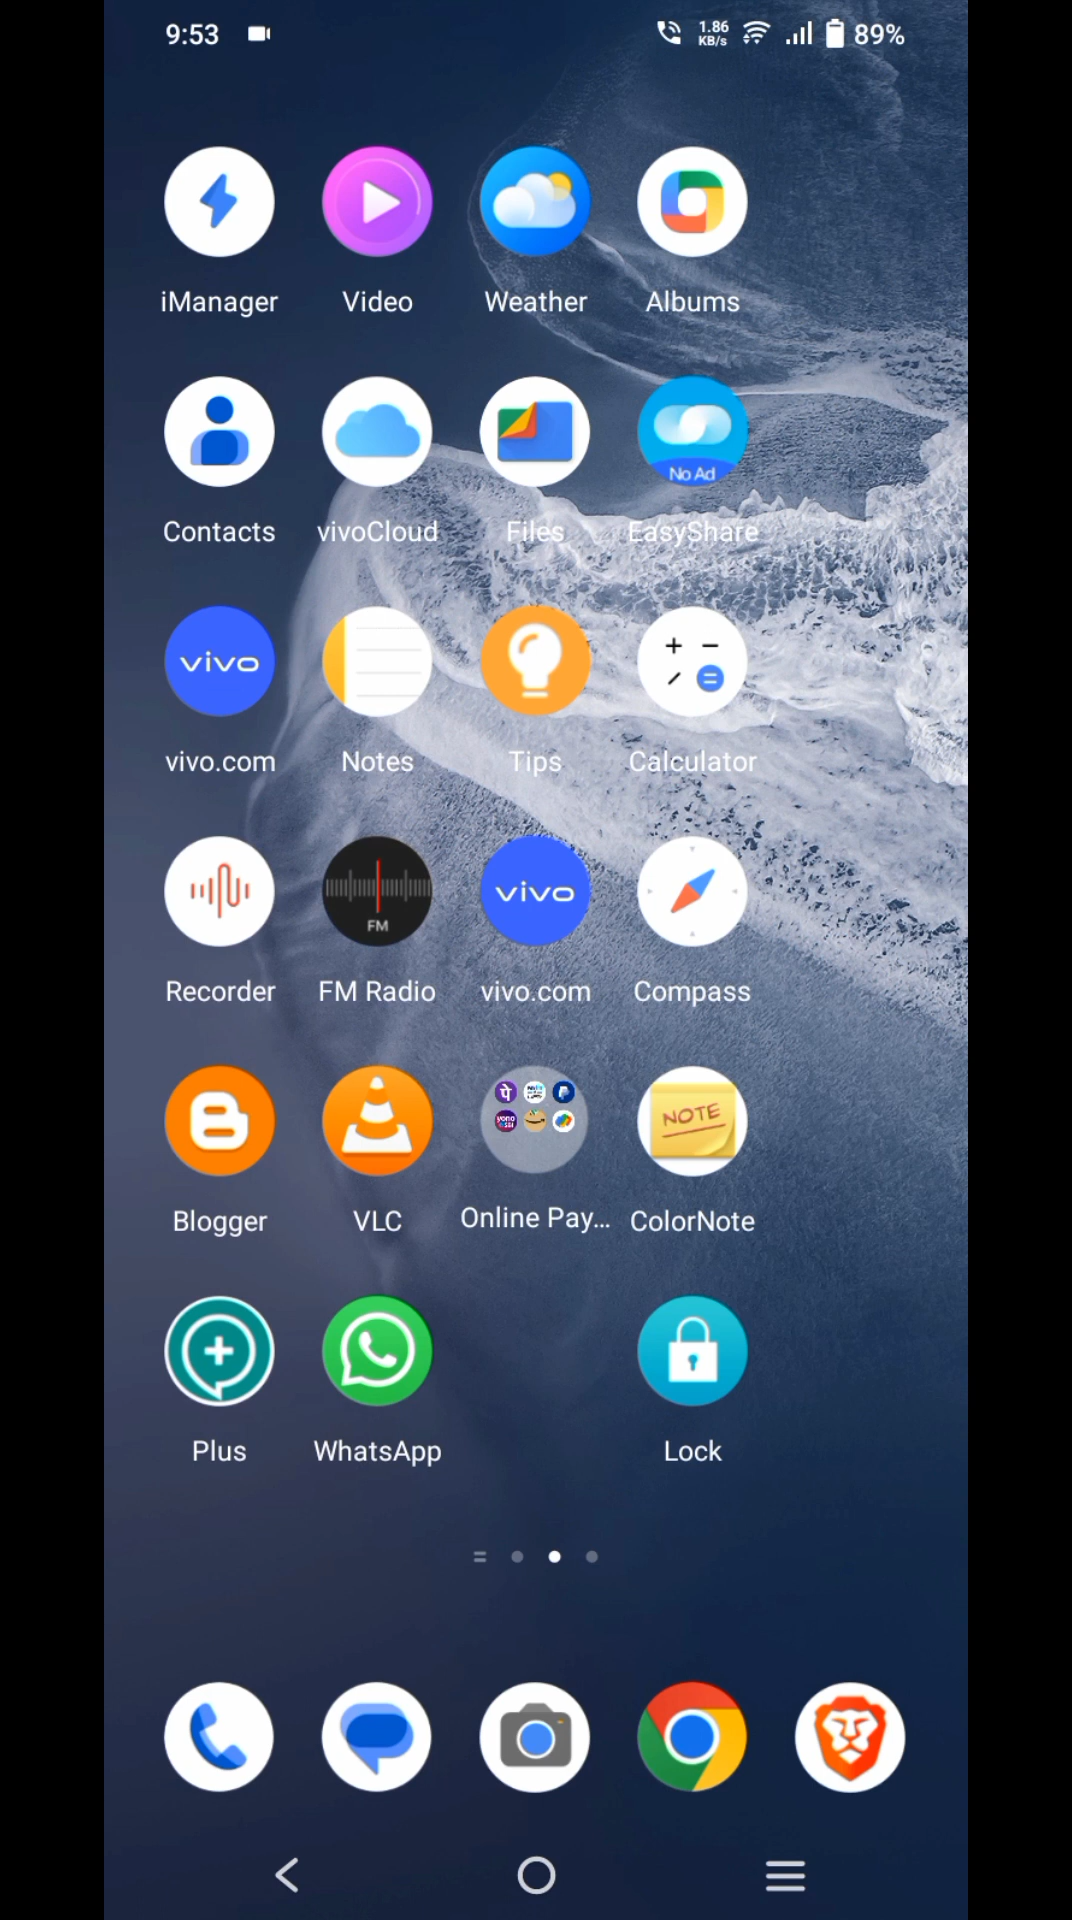 9:53 1.86 KB/s 89%
iManager Video Weather Albums
No Ad
Contacts vivoCloud Files EasyShare
vivo
vivo.com Notes Tips Calculator
FM vivo
Recorder FM Radio vivo.com Compass
पे
yono SBI
NOTE
Blogger VLC Online Pay... ColorNote
Plus WhatsApp Lock